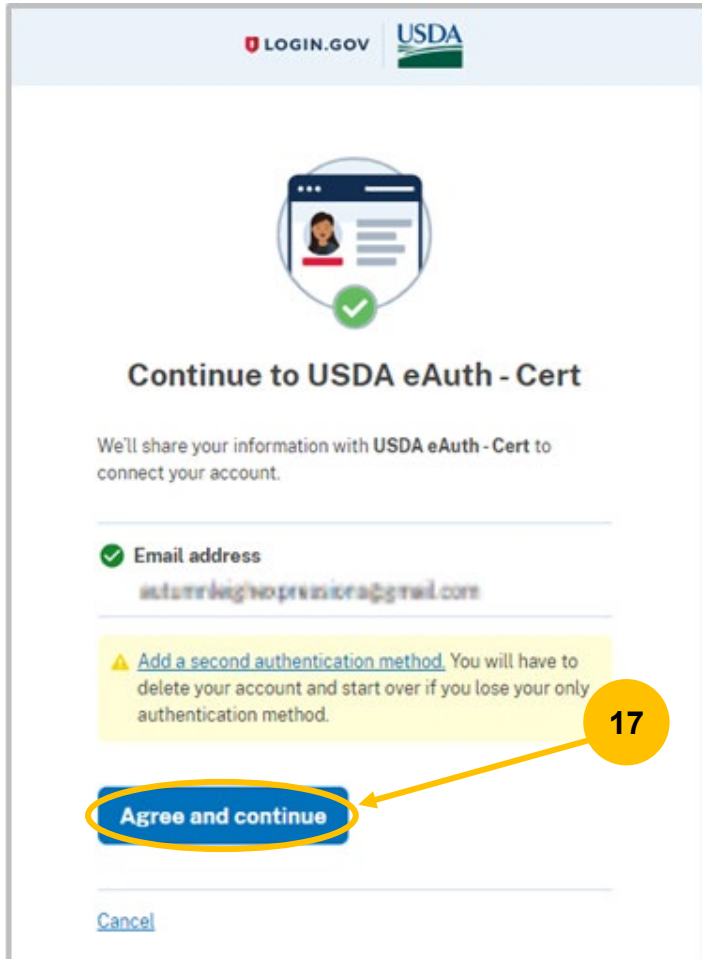 LOGIN.GOV USDA
Continue to USDA eAuth - Cert
We'll share your information with USDA eAuth - Cert to
connect your account.
Email address
Add a second authentication method. You will have to
delete your account and start over if you lose your only
authentication method.
17
Agree and continue
Cancel